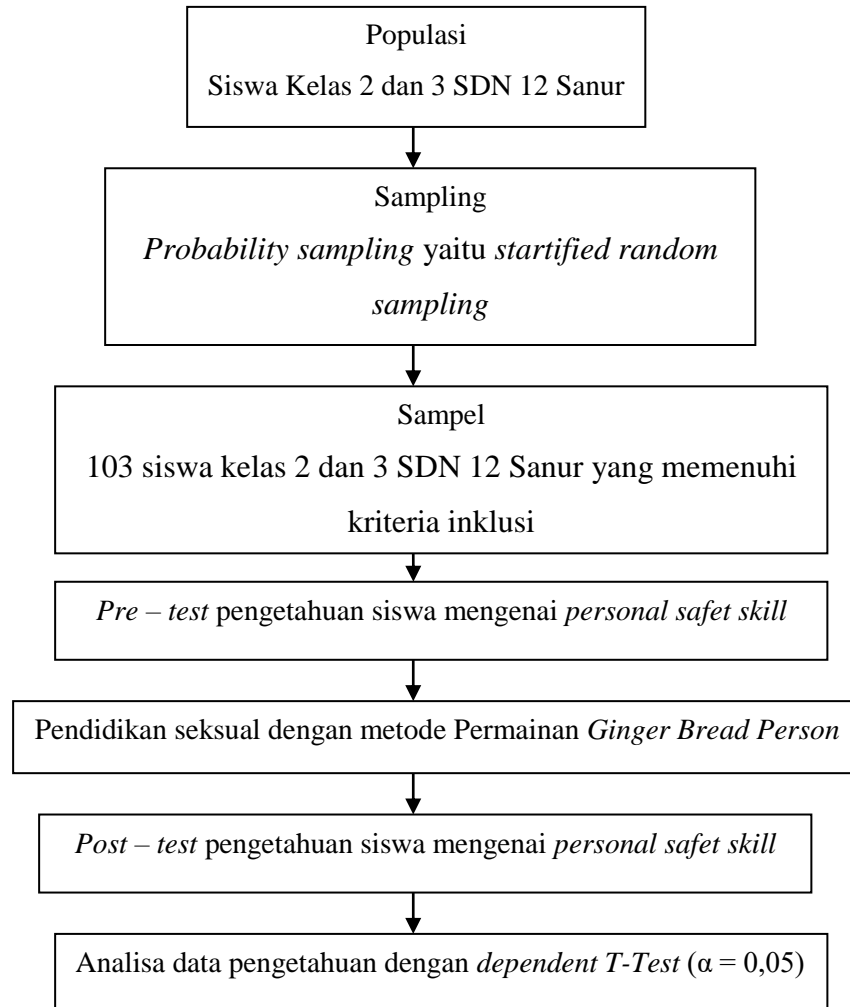 Populasi
Siswa Kelas 2 dan 3 SDN 12 Sanur
Sampling
Probability sampling yaitu startified random
sampling
Sampel
103 siswa kelas 2 dan 3 SDN 12 Sanur yang memenuhi
kriteria inklusi
Pre – test pengetahuan siswa mengenai personal safet skill
Pendidikan seksual dengan metode Permainan Ginger Bread Person
Post – test pengetahuan siswa mengenai personal safet skill
Analisa data pengetahuan dengan dependent T-Test (α = 0,05)